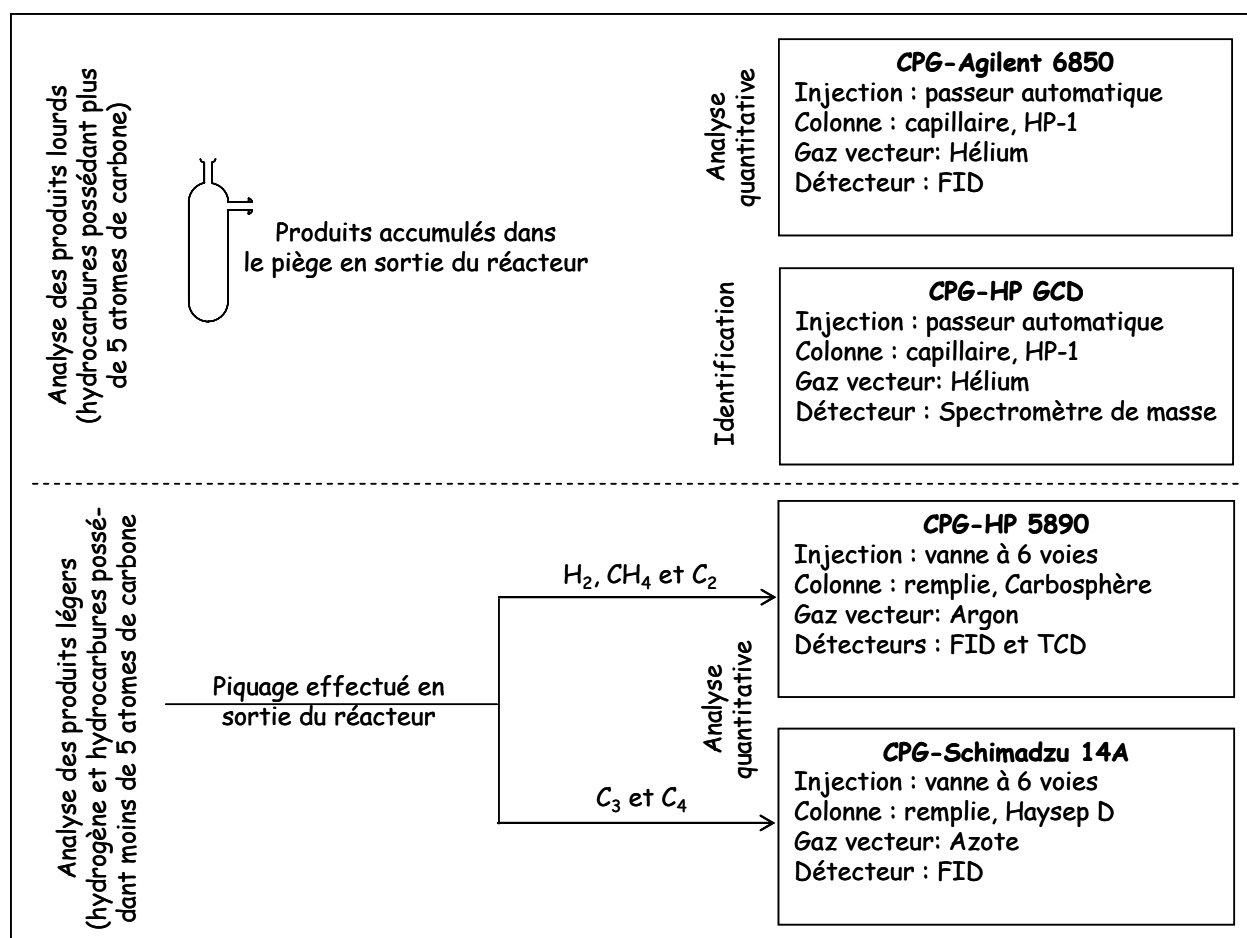 Analyse des produits lourds
(hydrocarbures possédant plus
de 5 atomes de carbone)
Produits accumulés dans
le piège en sortie du réacteur
Analyse
quantitative
CPG-Agilent 6850
Injection : passeur automatique
Colonne : capillaire, HP-1
Gaz vecteur: Hélium
Détecteur : FID
Identification
CPG-HP GCD
Injection : passeur automatique
Colonne : capillaire, HP-1
Gaz vecteur: Hélium
Détecteur : Spectromètre de masse
Analyse des produits légers
(hydrogène et hydrocarbures possé-
dant moins de 5 atomes de carbone
Piquage effectué en
sortie du réacteur
H₂, CH₄ et C₂
C₃ et C₄
Analyse
quantitative
CPG-HP 5890
Injection : vanne à 6 voies
Colonne : remplie, Carbosphère
Gaz vecteur: Argon
Détecteurs : FID et TCD
CPG-Schimadzu 14A
Injection : vanne à 6 voies
Colonne : remplie, Haysep D
Gaz vecteur: Azote
Détecteur : FID